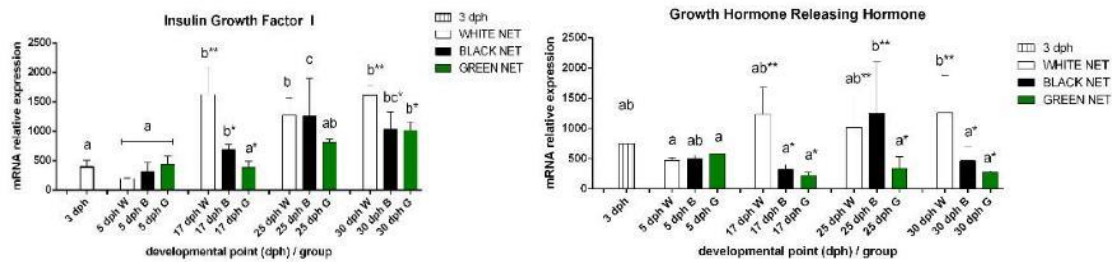 Insulin Growth Factor I
mRNA relative expression
2500
2000
1500
1000
500
0
a
a
b**
b*
a*
b
c
ab
b**
bc*
b+
3 dph
5 dph W
5 dph B
5 dph G
17 dph W
17 dph B
17 dph G
25 dph W
25 dph B
25 dph G
30 dph W
30 dph B
30 dph G
developmental point (dph) / group
3 dph
WHITE NET
BLACK NET
GREEN NET
Growth Hormone Releasing Hormone
mRNA relative expression
2500
2000
1500
1000
500
0
ab
a
ab
a
ab**
a*
a*
ab**
b**
a*
b**
a*
a*
3 dph
5 dph W
5 dph B
5 dph G
17 dph W
17 dph B
17 dph G
25 dph W
25 dph B
25 dph G
30 dph W
30 dph B
30 dph G
developmental point (dph) / group
3 dph
WHITE NET
BLACK NET
GREEN NET